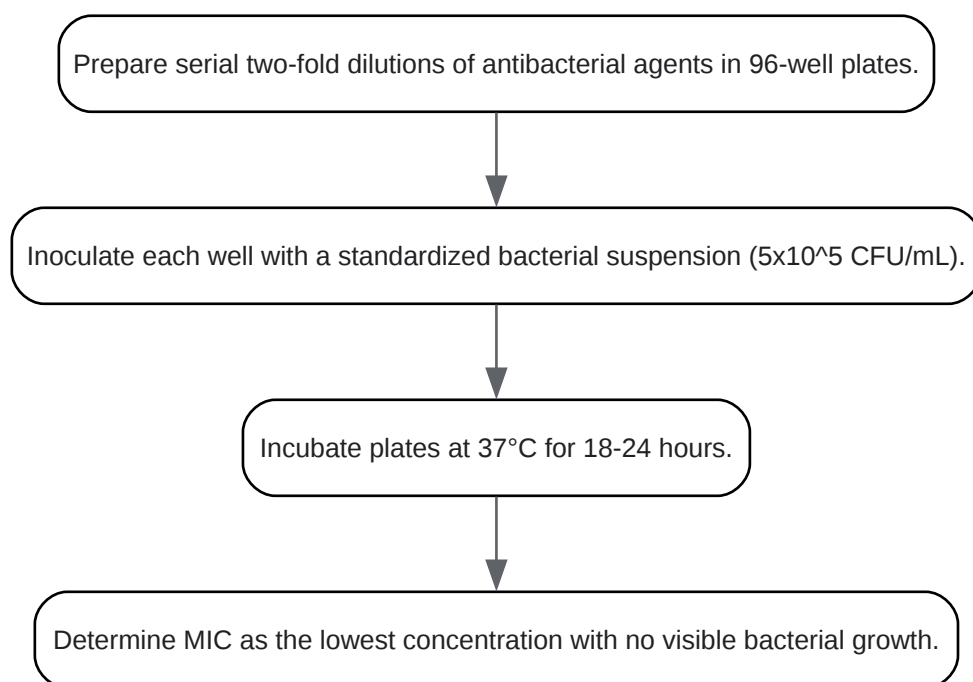 Prepare serial two-fold dilutions of antibacterial agents in 96-well plates.
Inoculate each well with a standardized bacterial suspension (5x10^5 CFU/mL).
Incubate plates at 37°C for 18-24 hours.
Determine MIC as the lowest concentration with no visible bacterial growth.